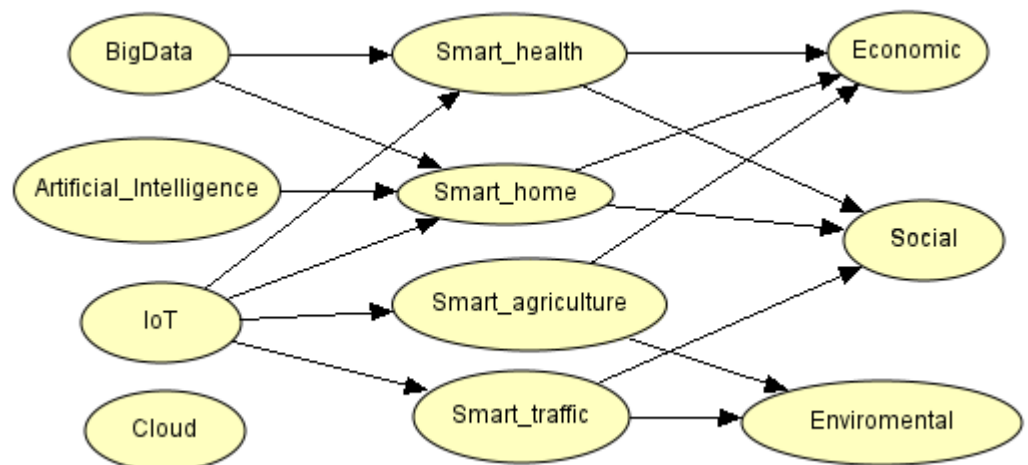 BigData
Smart_health
Economic
Artificial_Intelligence
Smart_home
Social
IoT
Smart_agriculture
Cloud
Smart_traffic
Enviromental